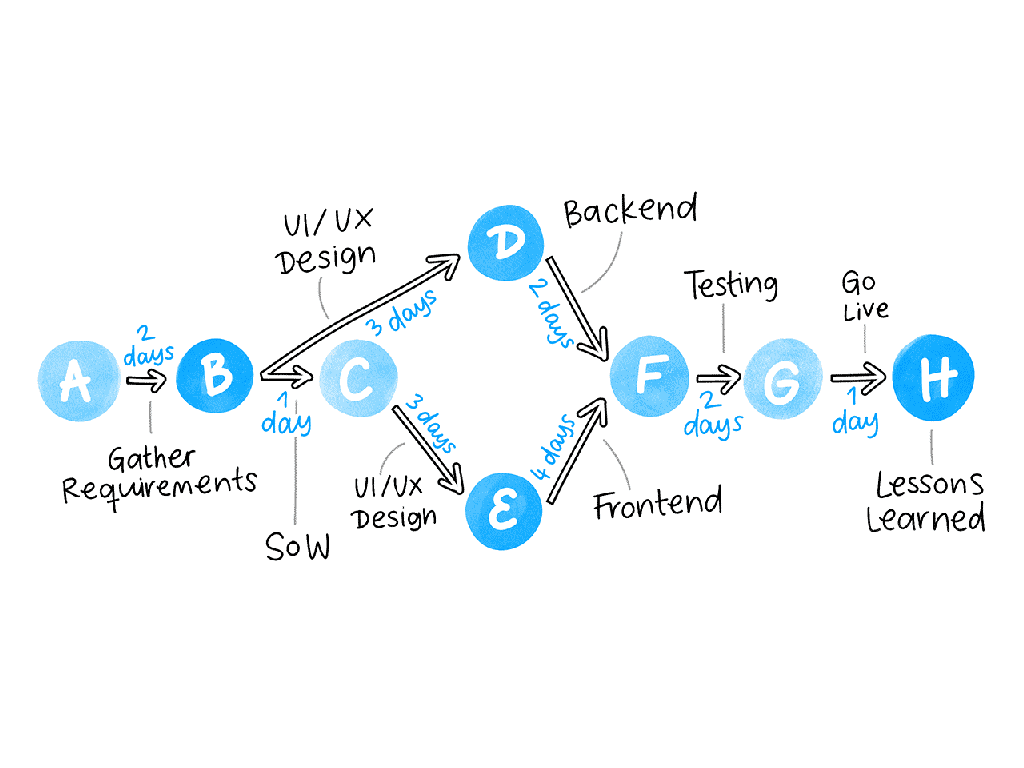 UI/UX
Design
Backend
D
3 days
2 days
Testing
Go
Live
2
days
A
B
C
F
G
H
1
day
3 days
4 days
2
days
1
day
Gather
Requirements
UI/UX
Design
E
Frontend
Lessons
Learned
SoW